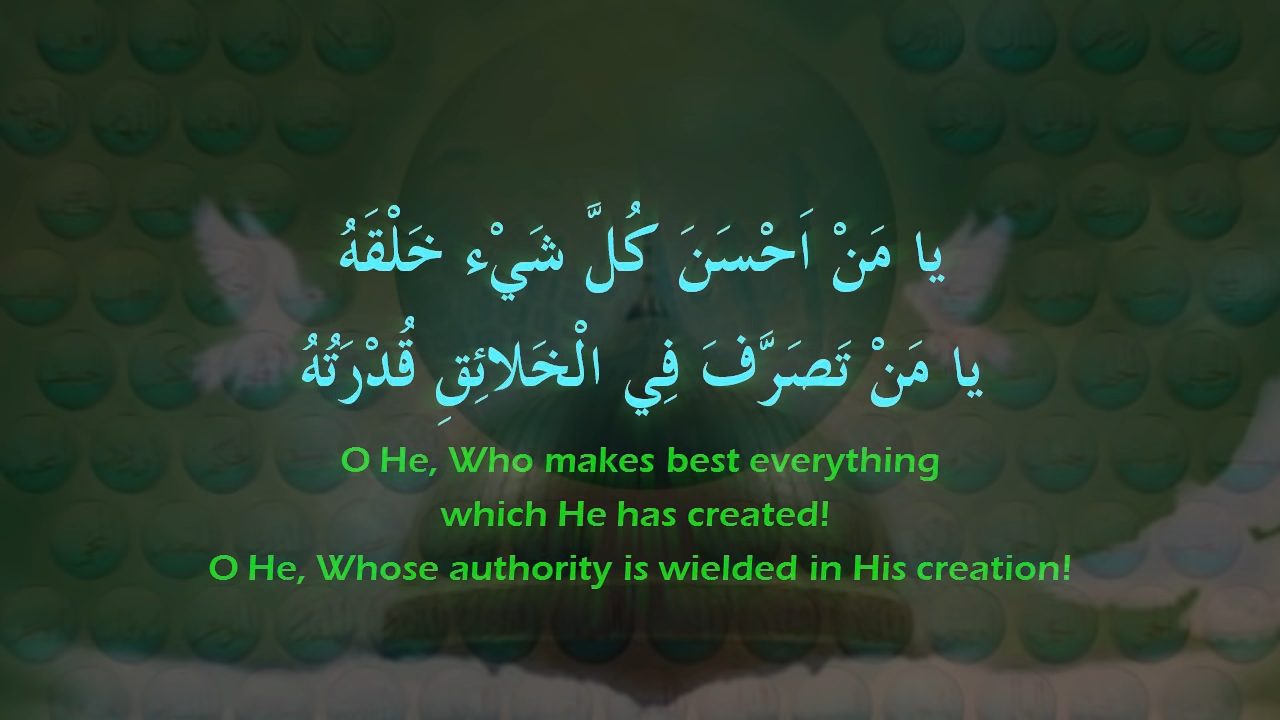 يا مَنْ اَحْسَنَ كُلَّ شَيْء خَلْقَهُ
يا مَنْ تَصَرَّفَ فِي الْخَلائِقِ قُدْرَتُهُ
O He, Who makes best everything
which He has created!
O He, Whose authority is wielded in His creation!